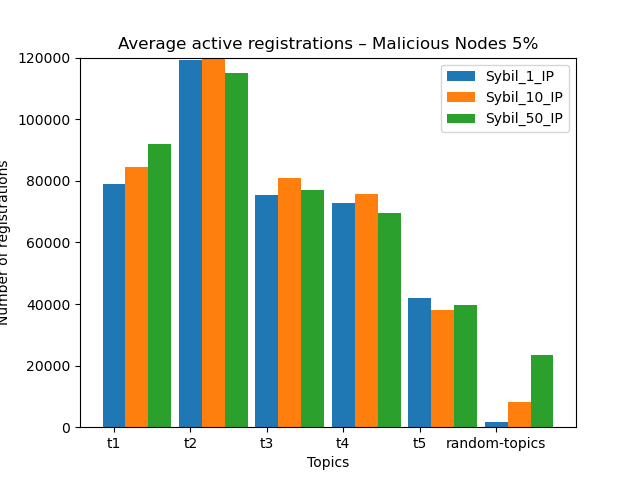 Average active registrations – Malicious Nodes 5%
Number of registrations
120000
100000
80000
60000
40000
20000
0
Sybil_1_IP
Sybil_10_IP
Sybil_50_IP
t1 t2 t3 t4 t5 random-topics
Topics